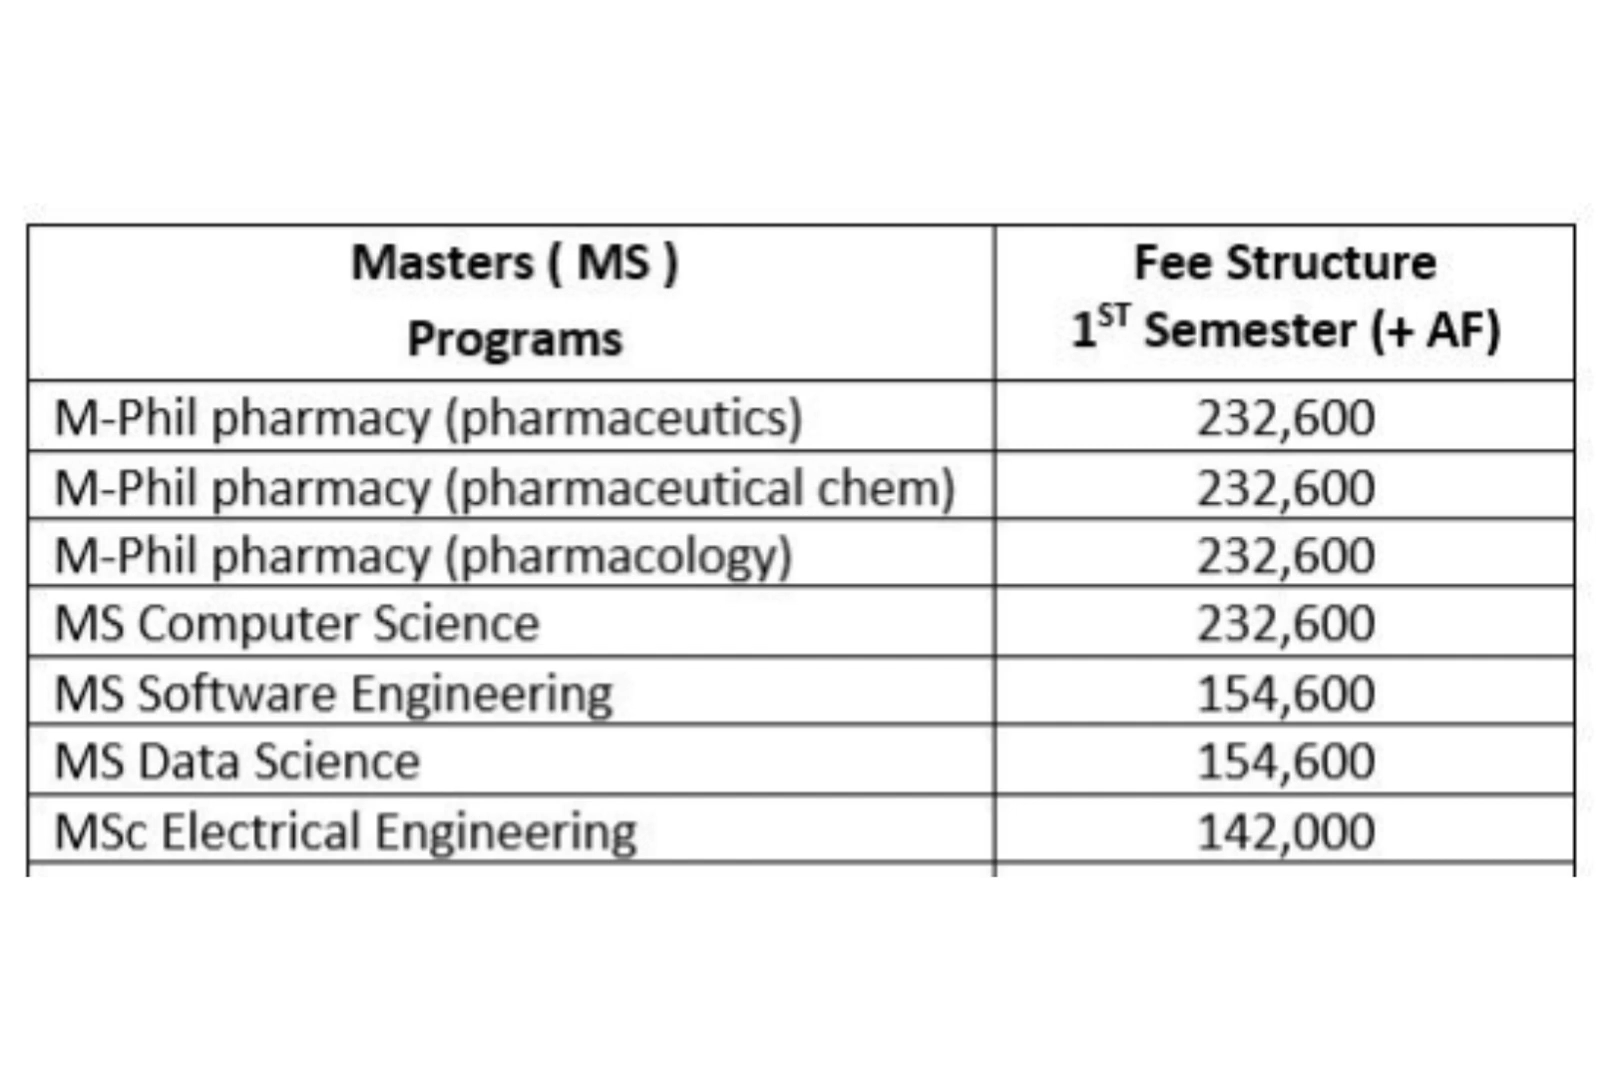 Masters ( MS )
Programs
Fee Structure
1ST Semester (+ AF)
M-Phil pharmacy (pharmaceutics) 232,600
M-Phil pharmacy (pharmaceutical chem) 232,600
M-Phil pharmacy (pharmacology) 232,600
MS Computer Science 232,600
MS Software Engineering 154,600
MS Data Science 154,600
MSc Electrical Engineering 142,000